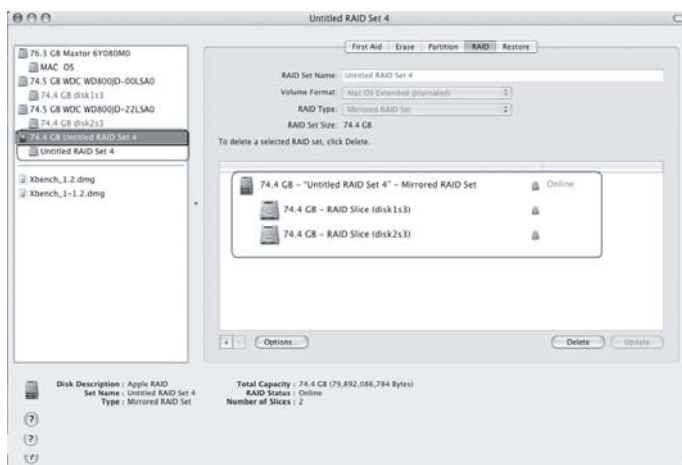 Untitled RAID Set 4
76.3 GB Maxtor 6Y080M0
MAC OS
74.5 GB WDC WD800JD-00LSA0
74.4 GB disk1s3
74.5 GB WDC WD800JD-22LSA0
74.4 GB disk2s3
74.4 GB Untitled RAID Set 4
Untitled RAID Set 4
Xbench_1.2.dmg
Xbench_1-1.2.dmg
First Aid Erase Partition RAID Restore
RAID Set Name: Untitled RAID Set 4
Volume Format: Mac OS Extended (Journaled)
RAID Type: Mirrored RAID Set
RAID Set Size: 74.4 GB
To delete a selected RAID set, click Delete.
74.4 GB – "Untitled RAID Set 4" – Mirrored RAID Set Online
74.4 GB – RAID Slice (disk1s3)
74.4 GB – RAID Slice (disk2s3)
+ - Options... Delete Update
Disk Description : Apple RAID
Set Name : Untitled RAID Set 4
Type : Mirrored RAID Set
Total Capacity : 74.4 GB (79,892,086,784 Bytes)
RAID Status : Online
Number of Slices : 2
?
?